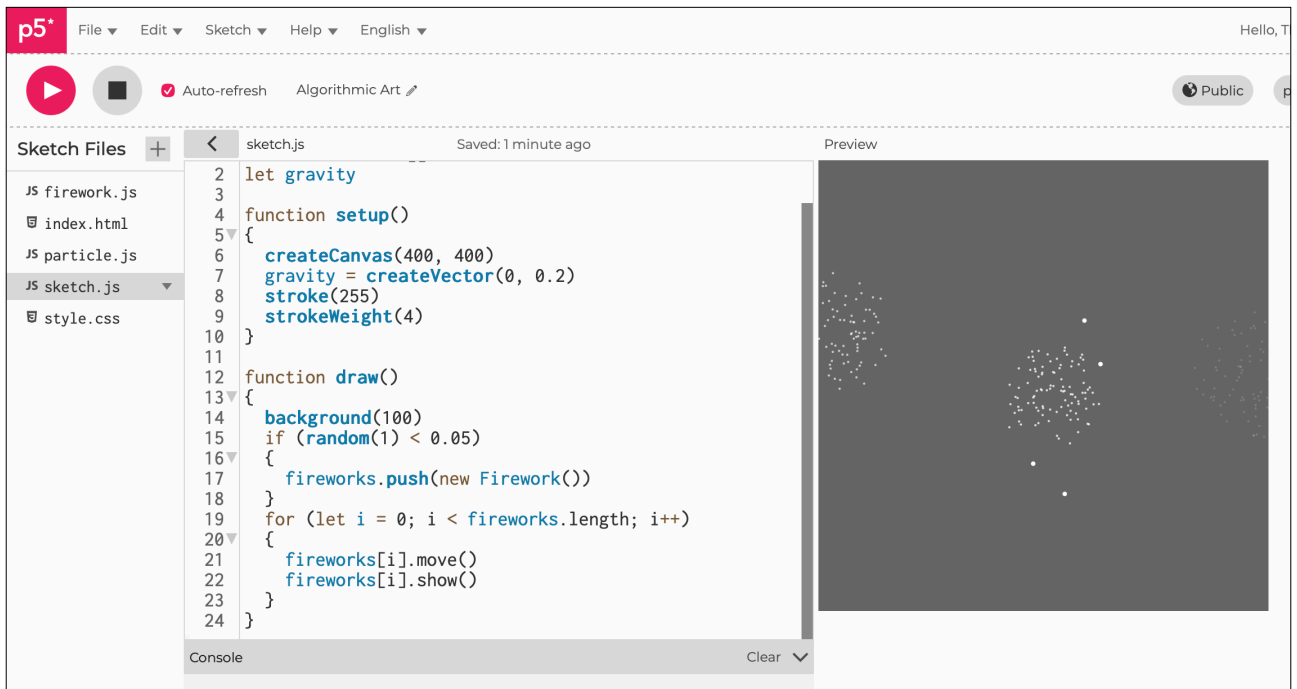 p5*
File Edit Sketch Help English
Hello,
Auto-refresh Algorithmic Art
Public
Sketch Files +
sketch.js Saved: 1 minute ago Preview
JS firework.js
index.html
JS particle.js
JS sketch.js
style.css
2 let gravity
3
4 function setup()
5 {
6 createCanvas(400, 400)
7 gravity = createVector(0, 0.2)
8 stroke(255)
9 strokeWeight(4)
10 }
11
12 function draw()
13 {
14 background(100)
15 if (random(1) < 0.05)
16 {
17 fireworks.push(new Firework())
18 }
19 for (let i = 0; i < fireworks.length; i++)
20 {
21 fireworks[i].move()
22 fireworks[i].show()
23 }
24 }
Console Clear